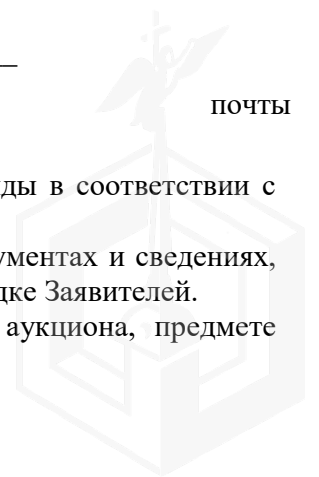 почты
ды в соответствии с
ументах и сведениях,
дке Заявителей.
аукциона, предмете